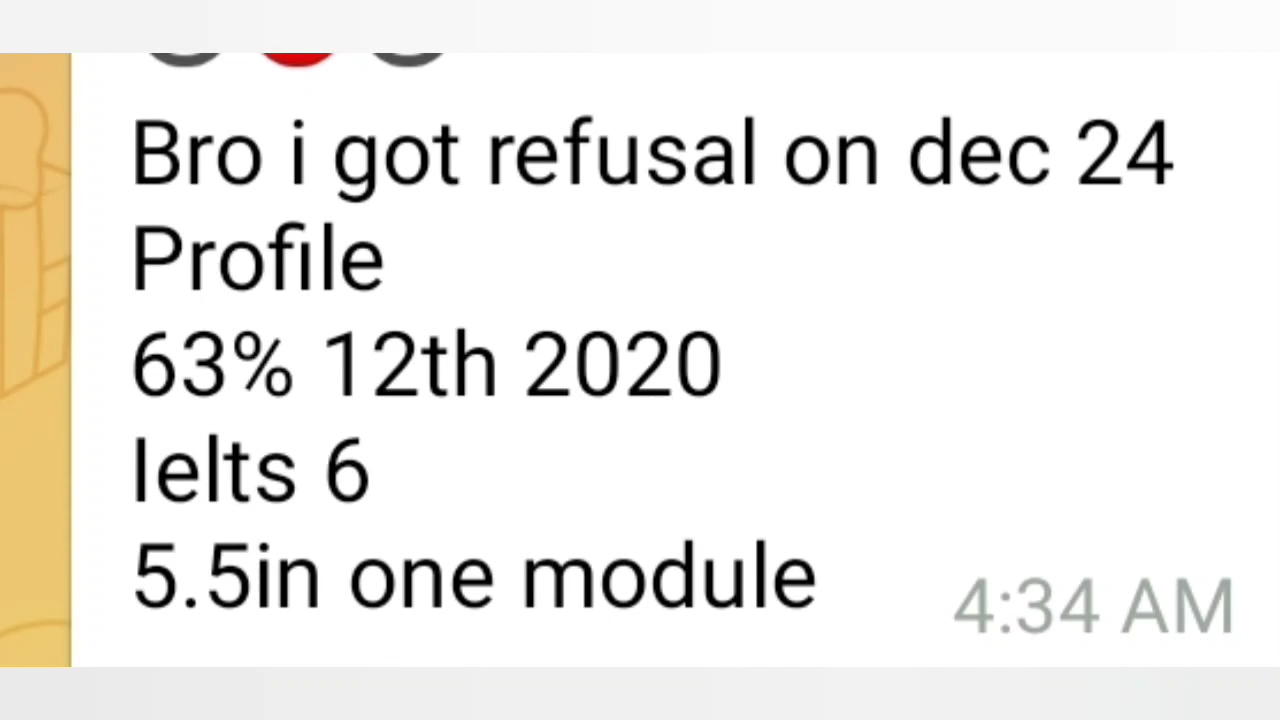 Bro i got refusal on dec 24
Profile
63% 12th 2020
Ielts 6
5.5in one module
4:34 AM